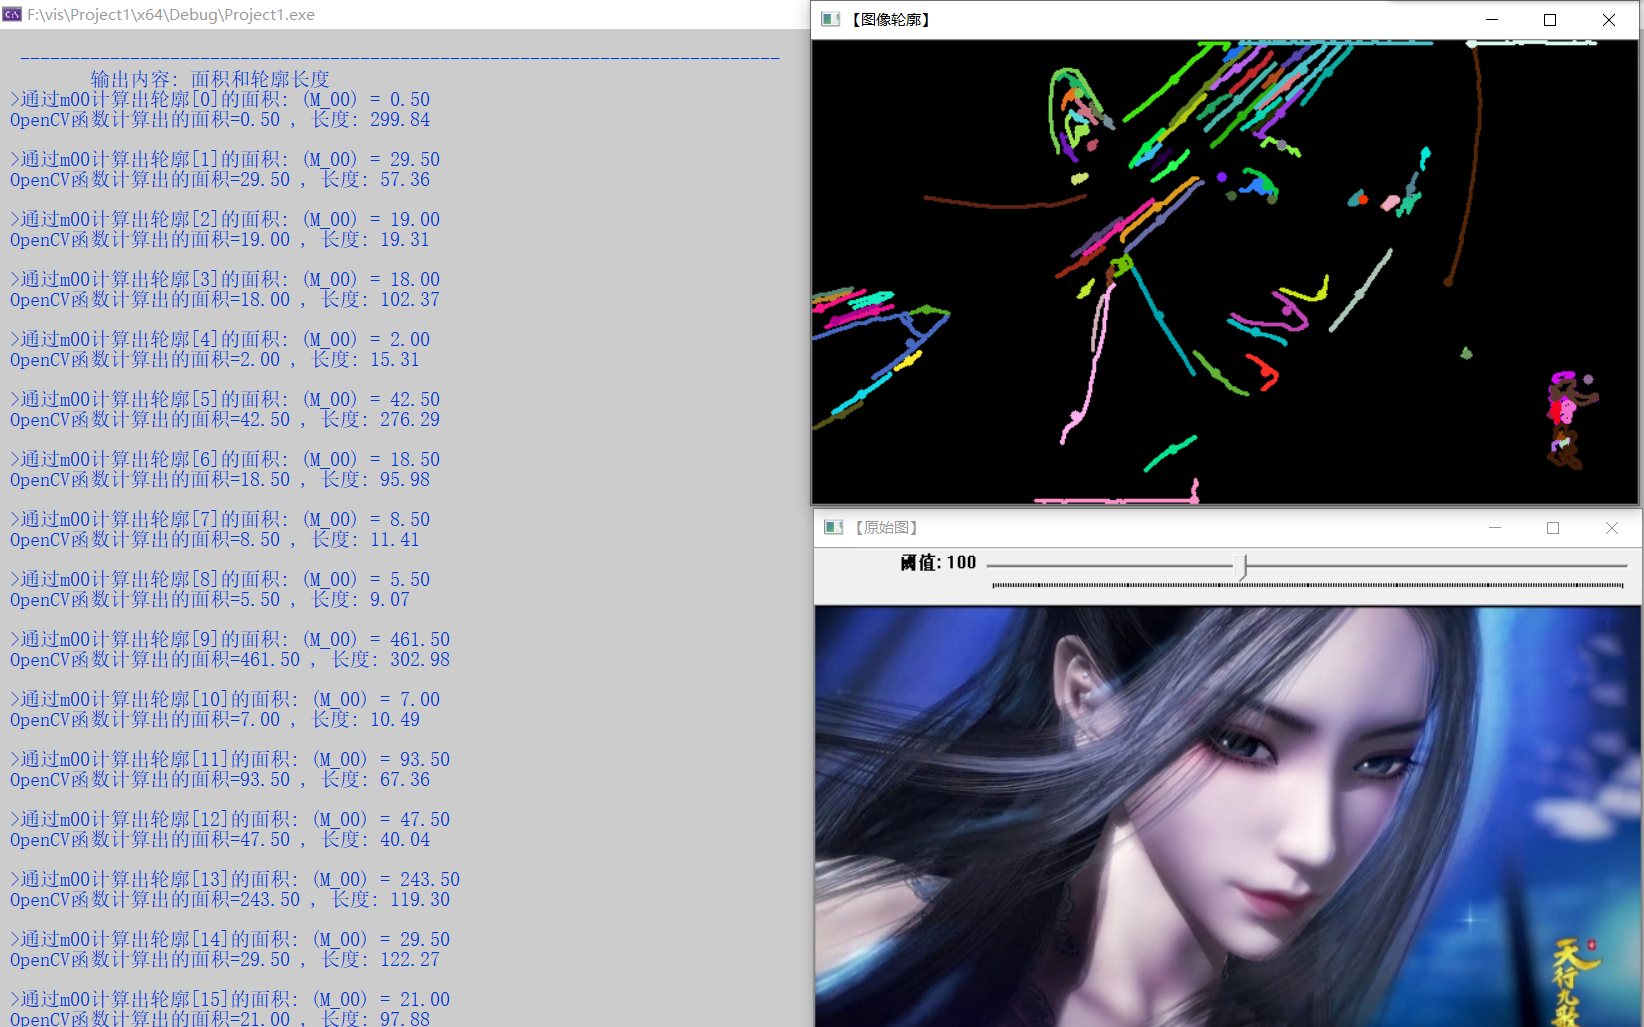 F:\vis\Project1\x64\Debug\Project1.exe
----------------------------------------------------------------------------
输出内容: 面积和轮廓长度
>通过m00计算出轮廓[0]的面积: (M_00) = 0.50
OpenCV函数计算出的面积=0.50 , 长度: 299.84
>通过m00计算出轮廓[1]的面积: (M_00) = 29.50
OpenCV函数计算出的面积=29.50 , 长度: 57.36
>通过m00计算出轮廓[2]的面积: (M_00) = 19.00
OpenCV函数计算出的面积=19.00 , 长度: 19.31
>通过m00计算出轮廓[3]的面积: (M_00) = 18.00
OpenCV函数计算出的面积=18.00 , 长度: 102.37
>通过m00计算出轮廓[4]的面积: (M_00) = 2.00
OpenCV函数计算出的面积=2.00 , 长度: 15.31
>通过m00计算出轮廓[5]的面积: (M_00) = 42.50
OpenCV函数计算出的面积=42.50 , 长度: 276.29
>通过m00计算出轮廓[6]的面积: (M_00) = 18.50
OpenCV函数计算出的面积=18.50 , 长度: 95.98
>通过m00计算出轮廓[7]的面积: (M_00) = 8.50
OpenCV函数计算出的面积=8.50 , 长度: 11.41
>通过m00计算出轮廓[8]的面积: (M_00) = 5.50
OpenCV函数计算出的面积=5.50 , 长度: 9.07
>通过m00计算出轮廓[9]的面积: (M_00) = 461.50
OpenCV函数计算出的面积=461.50 , 长度: 302.98
>通过m00计算出轮廓[10]的面积: (M_00) = 7.00
OpenCV函数计算出的面积=7.00 , 长度: 10.49
>通过m00计算出轮廓[11]的面积: (M_00) = 93.50
OpenCV函数计算出的面积=93.50 , 长度: 67.36
>通过m00计算出轮廓[12]的面积: (M_00) = 47.50
OpenCV函数计算出的面积=47.50 , 长度: 40.04
>通过m00计算出轮廓[13]的面积: (M_00) = 243.50
OpenCV函数计算出的面积=243.50 , 长度: 119.30
>通过m00计算出轮廓[14]的面积: (M_00) = 29.50
OpenCV函数计算出的面积=29.50 , 长度: 122.27
>通过m00计算出轮廓[15]的面积: (M_00) = 21.00
OpenCV函数计算出的面积=21.00 , 长度: 97.88
【图像轮廓】
【原始图】
阈值: 100
天行九歌